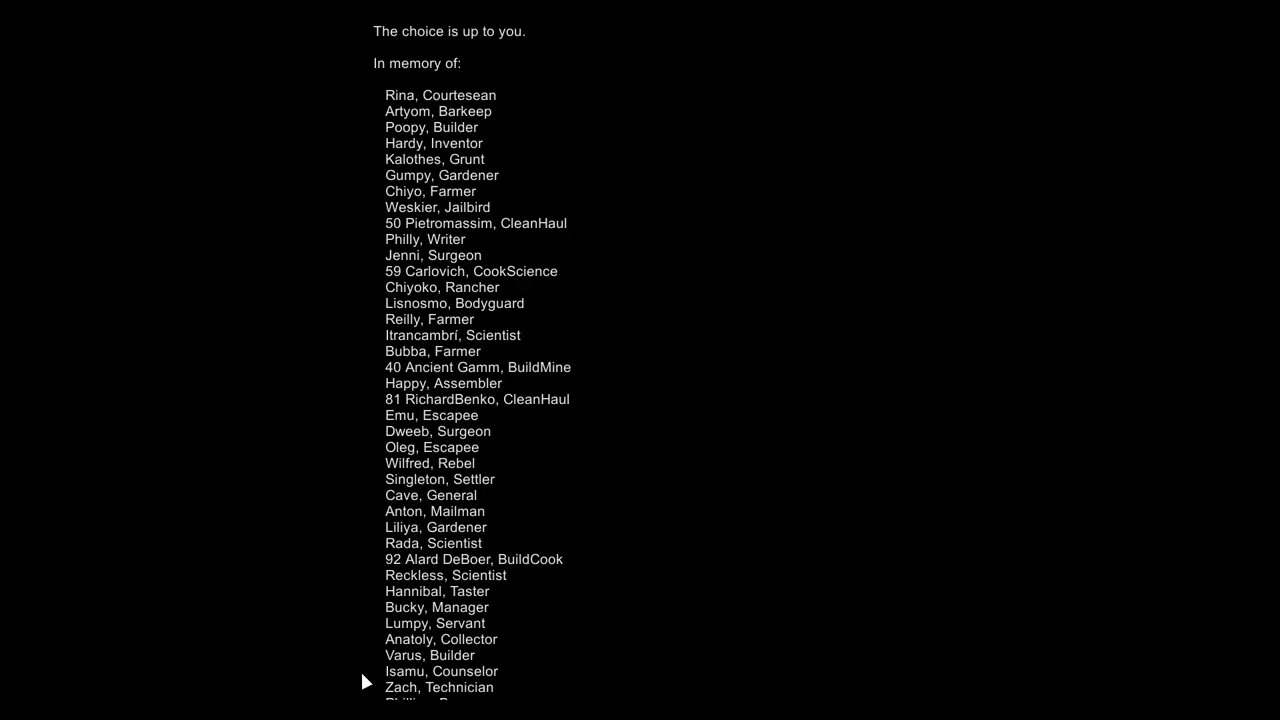 The choice is up to you.
In memory of:
Rina, Courtesean
Artyom, Barkeep
Poopy, Builder
Hardy, Inventor
Kalothes, Grunt
Gumpy, Gardener
Chiyo, Farmer
Weskier, Jailbird
50 Pietromassim, CleanHaul
Philly, Writer
Jenni, Surgeon
59 Carlovich, CookScience
Chiyoko, Rancher
Lisnosmo, Bodyguard
Reilly, Farmer
Itrancambrí, Scientist
Bubba, Farmer
40 Ancient Gamm, BuildMine
Happy, Assembler
81 RichardBenko, CleanHaul
Emu, Escapee
Dweeb, Surgeon
Oleg, Escapee
Wilfred, Rebel
Singleton, Settler
Cave, General
Anton, Mailman
Liliya, Gardener
Rada, Scientist
92 Alard DeBoer, BuildCook
Reckless, Scientist
Hannibal, Taster
Bucky, Manager
Lumpy, Servant
Anatoly, Collector
Varus, Builder
Isamu, Counselor
Zach, Technician